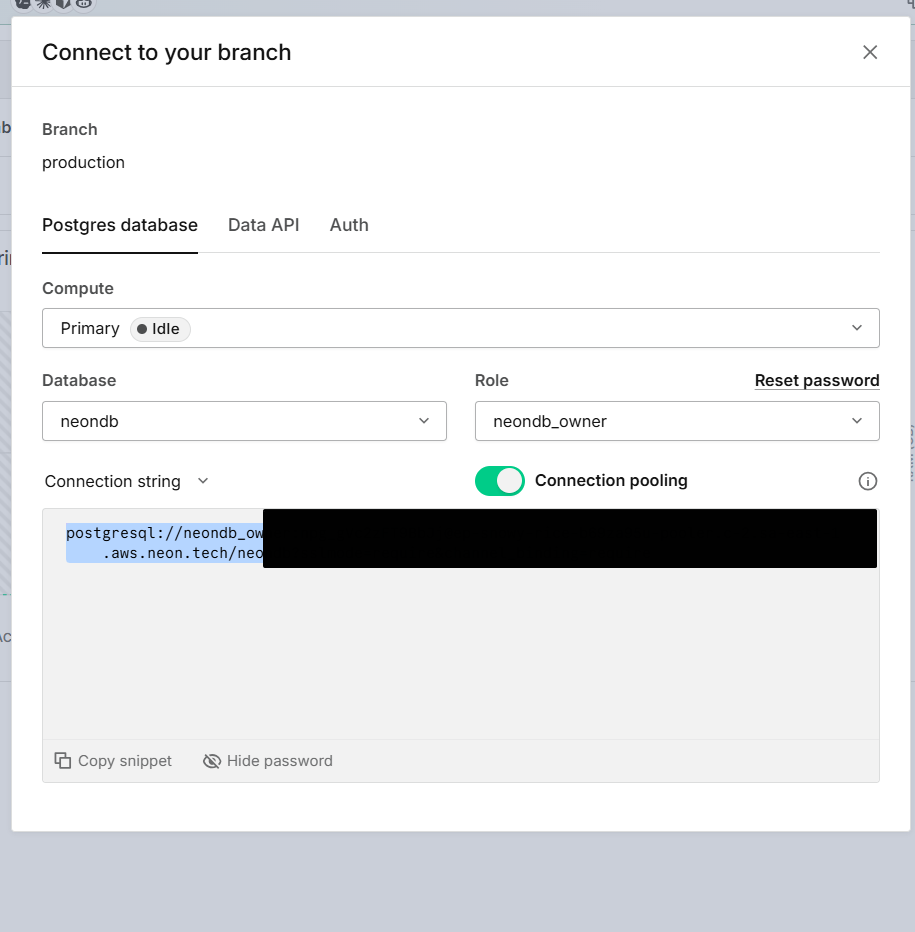 Connect to your branch
Branch
production
Postgres database Data API Auth
Compute
Primary Idle
Database Role Reset password
neondb neondb_owner
Connection string Connection pooling
postgresql://neondb_ow
.aws.neon.tech/neo
Copy snippet Hide password